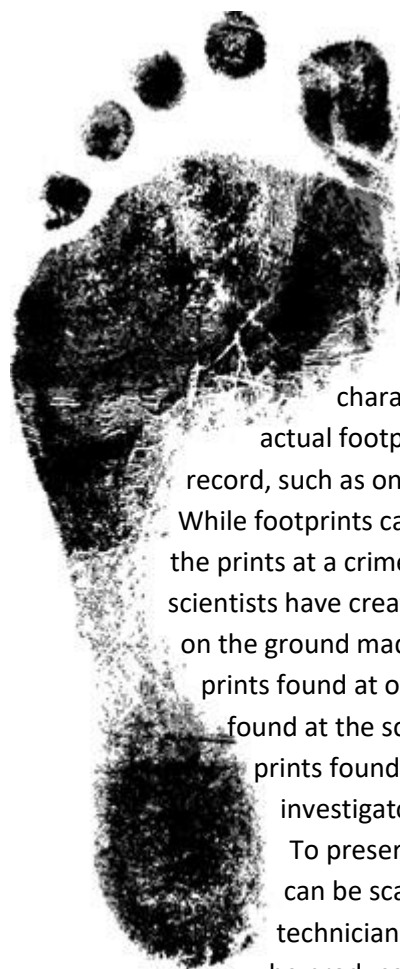 chara
actual footp
record, such as on
While footprints ca
the prints at a crime
scientists have crea
on the ground mad
prints found at o
found at the sc
prints found
investigato
To preser
can be sca
technician